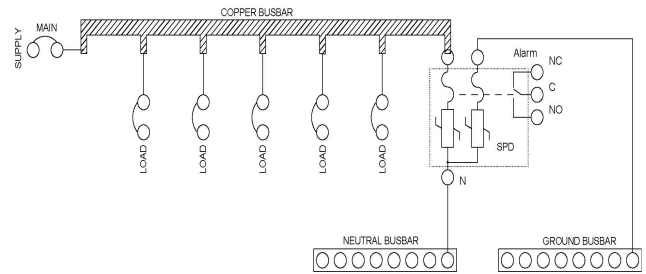 COPPER BUSBAR
SUPPLY
MAIN
Alarm
NC
C
NO
SPD
LOAD
LOAD
LOAD
LOAD
LOAD
N
NEUTRAL BUSBAR
GROUND BUSBAR